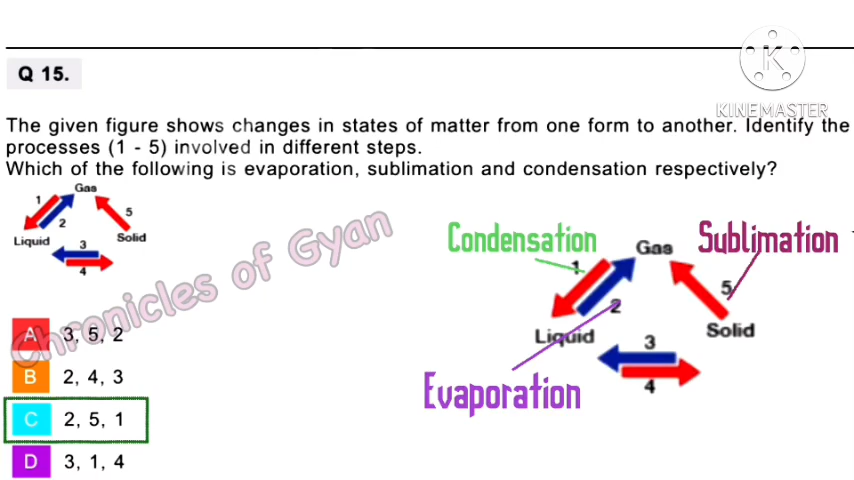 Q 15.
KINEMASTER
The given figure shows changes in states of matter from one form to another. Identify the
processes (1 - 5) involved in different steps.
Which of the following is evaporation, sublimation and condensation respectively?
Gas
1
2
5
Liquid
Solid
3
4
Chronicles of Gyan
Condensation
Gas
Sublimation
1
2
5
Liquid
Solid
3
4
Evaporation
A 3, 5, 2
B 2, 4, 3
C 2, 5, 1
D 3, 1, 4